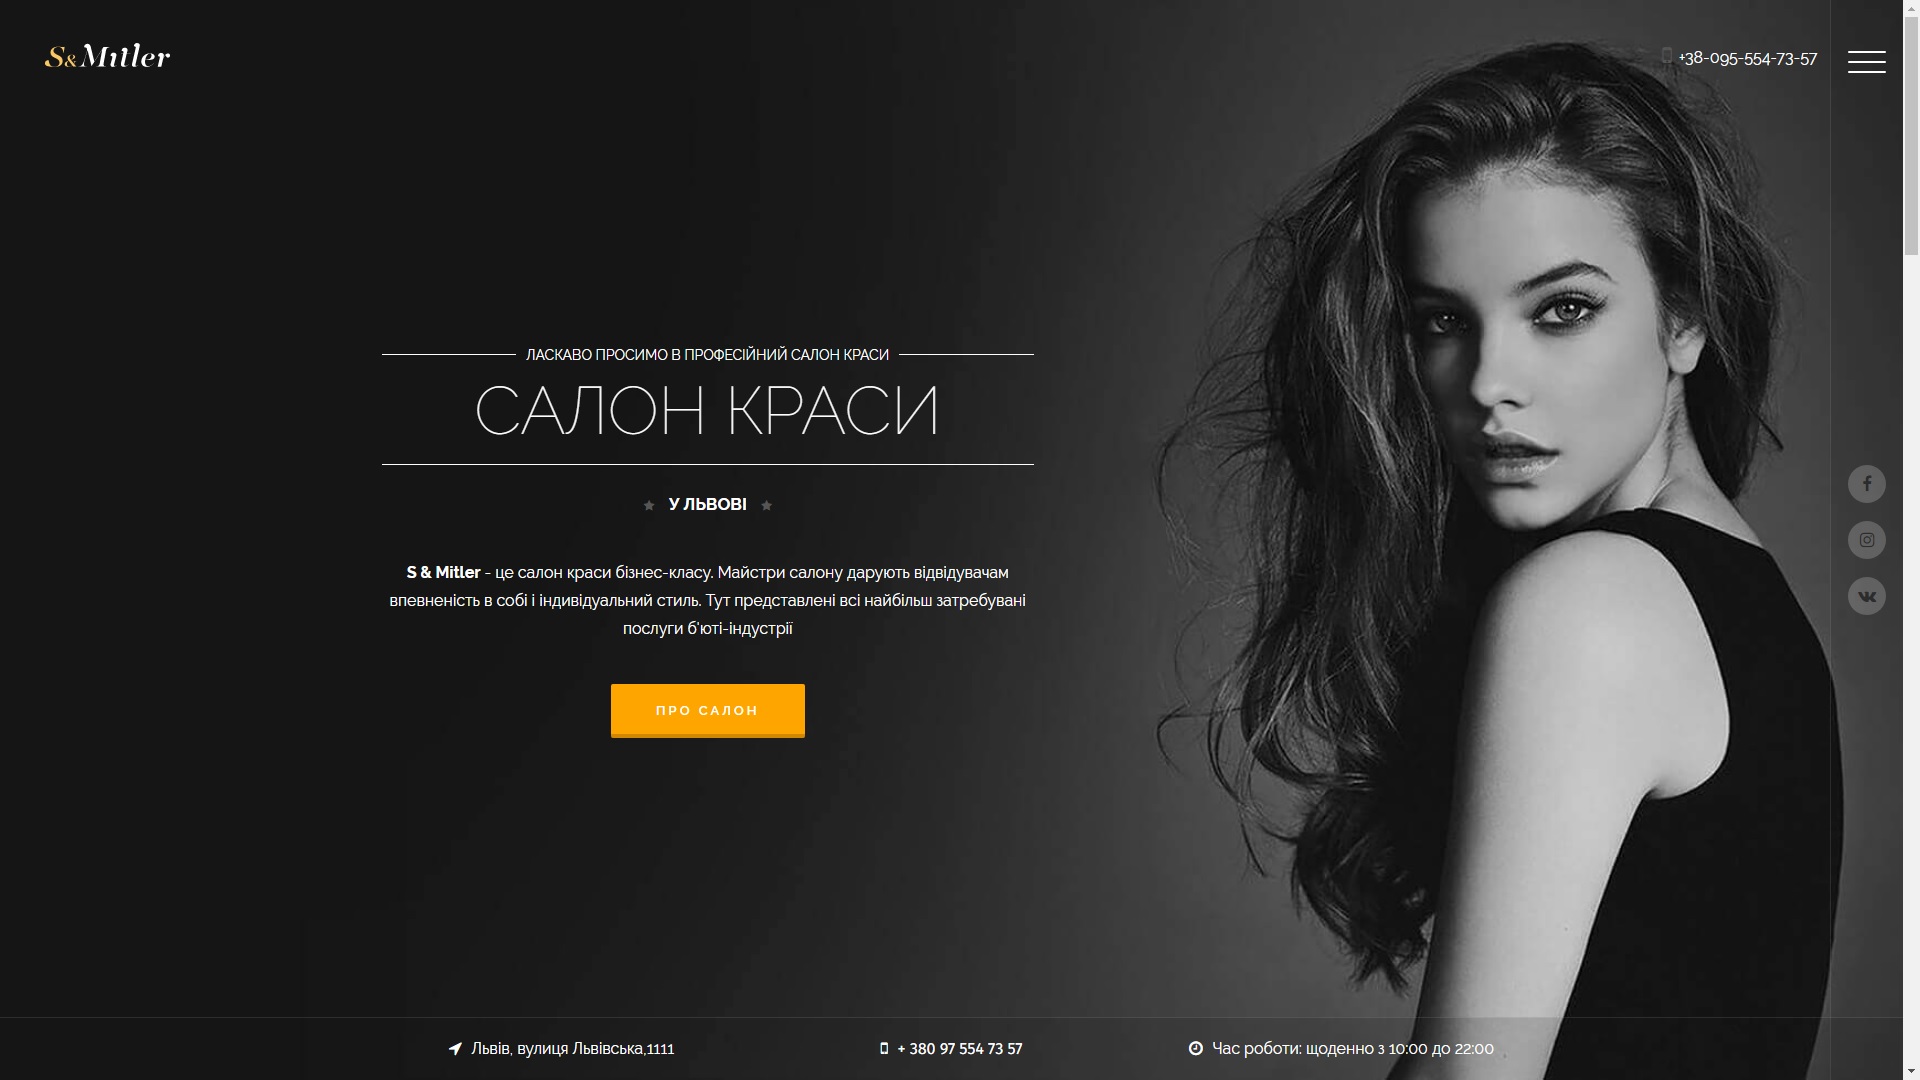 S&Mitler
+38-095-554-73-57
ЛАСКАВО ПРОСИМО В ПРОФЕСІЙНИЙ САЛОН КРАСИ
САЛОН КРАСИ
У ЛЬВОВІ
S & Mitler - це салон краси бізнес-класу. Майстри салону дарують відвідувачам
впевненість в собі і індивідуальний стиль. Тут представлені всі найбільш затребувані
послуги б'юті-індустрії
ПРО САЛОН
Львів, вулиця Львівська,1111
+ 380 97 554 73 57
Час роботи: щоденно з 10:00 до 22:00